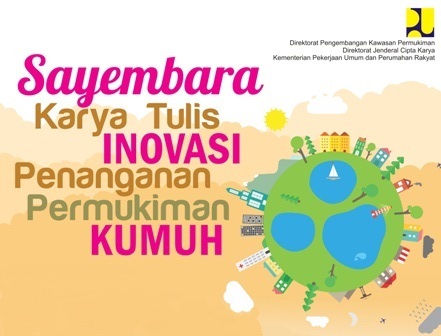 Direktorat Pengembangan Kawasan Permukiman
Direktorat Jenderal Cipta Karya
Kementerian Pekerjaan Umum dan Perumahan Rakyat
Sayembara
Karya Tulis
INOVASI
Penanganan
Permukiman
KUMUH